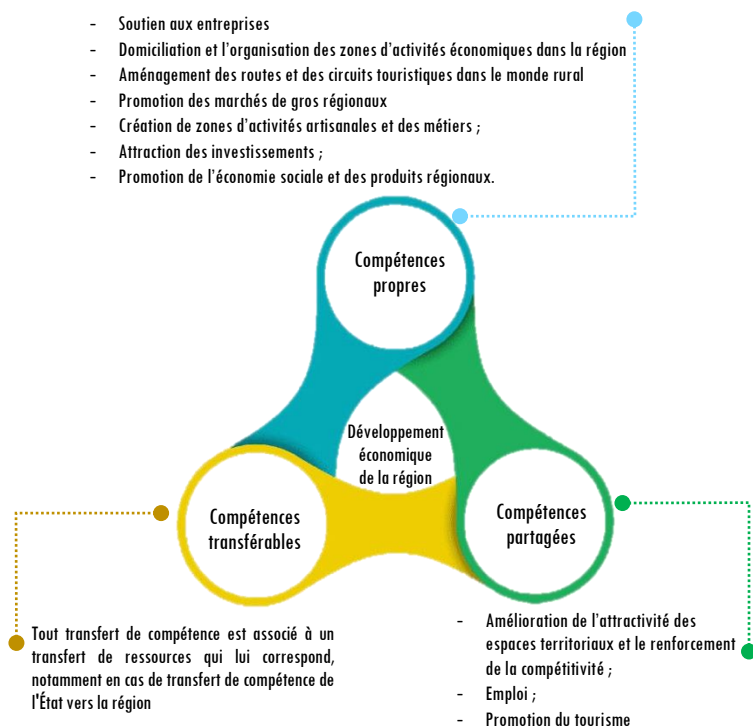 - Soutien aux entreprises
- Domiciliation et l'organisation des zones d'activités économiques dans la région
- Aménagement des routes et des circuits touristiques dans le monde rural
- Promotion des marchés de gros régionaux
- Création de zones d'activités artisanales et des métiers ;
- Attraction des investissements ;
- Promotion de l'économie sociale et des produits régionaux.
Compétences
propres
Développement
économique
de la région
Compétences
transférables
Compétences
partagées
Tout transfert de compétence est associé à un
transfert de ressources qui lui correspond,
notamment en cas de transfert de compétence de
l'État vers la région
- Amélioration de l'attractivité des
espaces territoriaux et le renforcement
de la compétitivité ;
- Emploi ;
- Promotion du tourisme